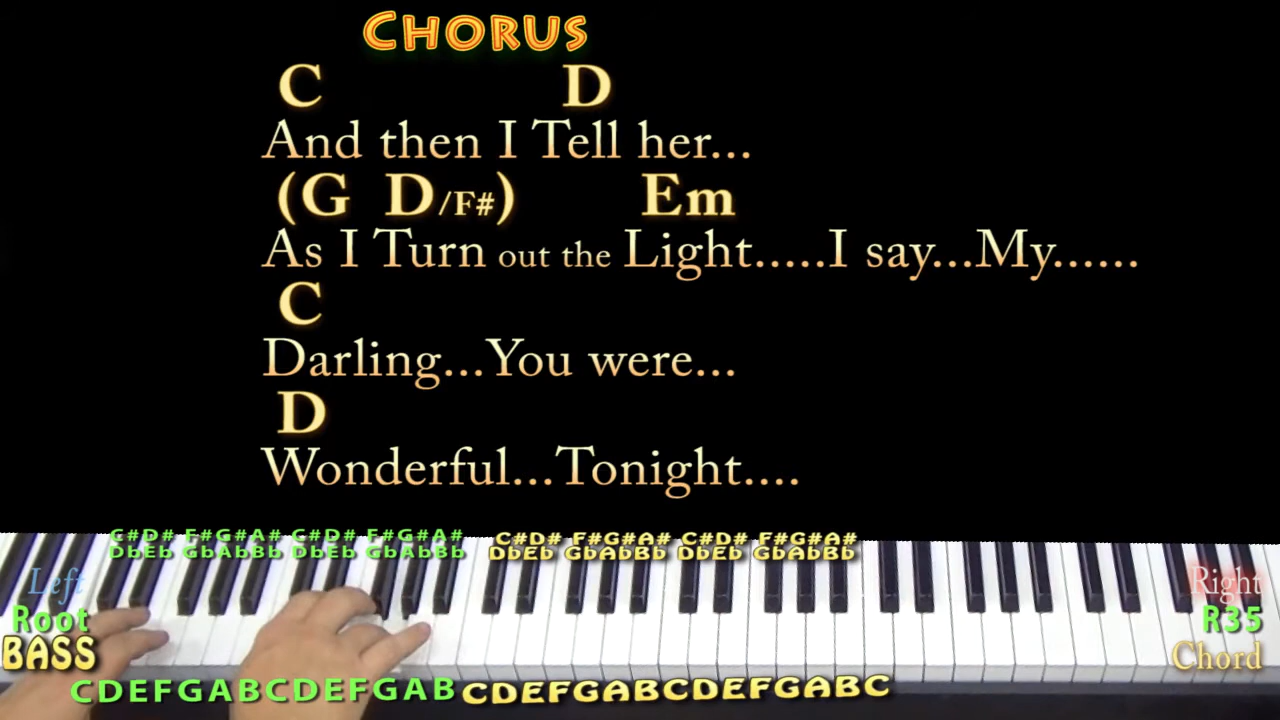 CHORUS
C D
And then I Tell her...
(G D/F#) Em
As I Turn out the Light.....I say...My......
C
Darling...You were...
D
Wonderful...Tonight....
C#D# F#G#A# C#D# F#G#A# C#D# F#G#A# C#D# F#G#A#
DbEb GbAbBb DbEb GbAbBb DbEb GbAbBb DbEb GbAbBb
Left Right
Root R35
BASS Chord
CDEFGABCDEFGAB CDEFGABCDEFGABC